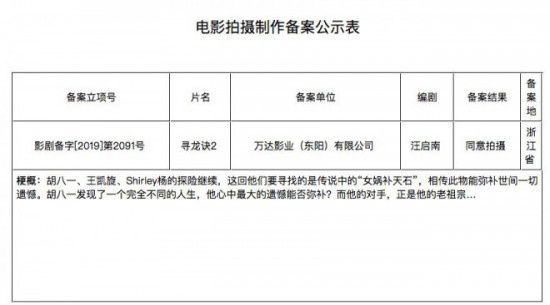 电影拍摄制作备案公示表
备案立项号 片名 备案单位 编剧 备案结果 备案地
影剧备字[2019]第2091号 寻龙诀2 万达影业（东阳）有限公司 汪启南 同意拍摄 浙江省
梗概：胡八一、王凯旋、Shirley杨的探险继续，这回他们要寻找的是传说中的“女娲补天石”，相传此物能弥补世间一切
遗憾。胡八一发现了一个完全不同的人生，他心中最大的遗憾能否弥补？而他的对手，正是他的老祖宗...